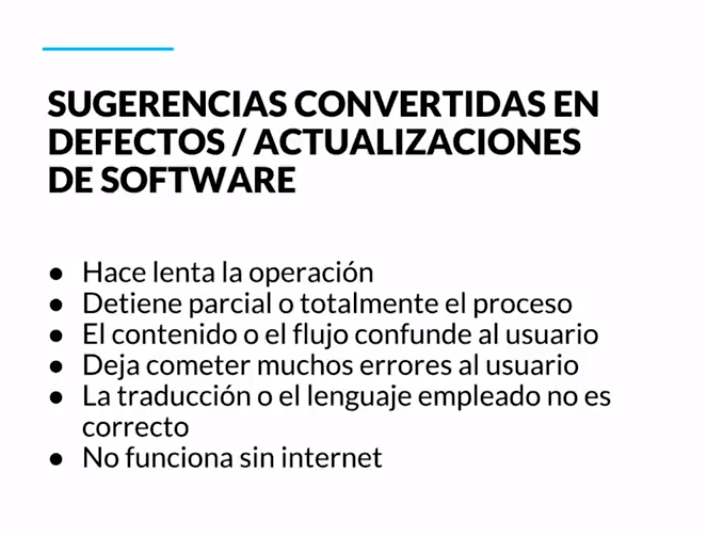 SUGERENCIAS CONVERTIDAS EN
DEFECTOS / ACTUALIZACIONES
DE SOFTWARE
● Hace lenta la operación
● Detiene parcial o totalmente el proceso
● El contenido o el flujo confunde al usuario
● Deja cometer muchos errores al usuario
● La traducción o el lenguaje empleado no es
correcto
● No funciona sin internet